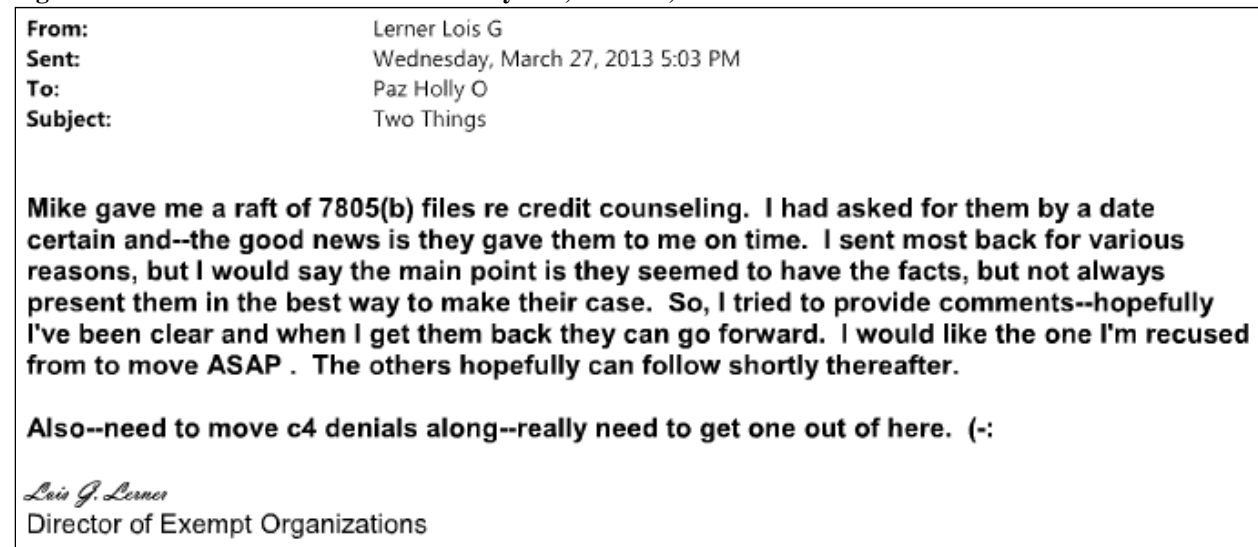 From: Lerner Lois G
Sent: Wednesday, March 27, 2013 5:03 PM
To: Paz Holly O
Subject: Two Things
Mike gave me a raft of 7805(b) files re credit counseling. I had asked for them by a date
certain and--the good news is they gave them to me on time. I sent most back for various
reasons, but I would say the main point is they seemed to have the facts, but not always
present them in the best way to make their case. So, I tried to provide comments--hopefully
I've been clear and when I get them back they can go forward. I would like the one I'm recused
from to move ASAP . The others hopefully can follow shortly thereafter.
Also--need to move c4 denials along--really need to get one out of here. (-:
Lois G. Lerner
Director of Exempt Organizations